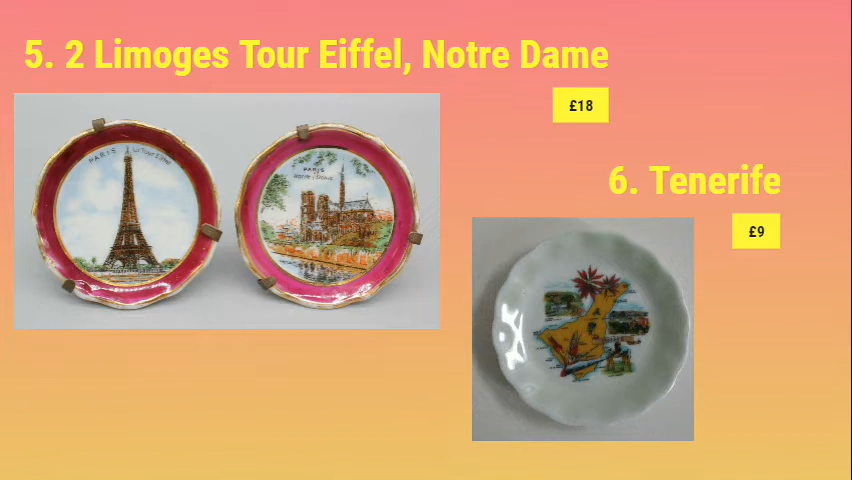 5. 2 Limoges Tour Eiffel, Notre Dame
£18
PARIS La Tour Eiffel
PARIS
Notre-Dame
6. Tenerife
£9